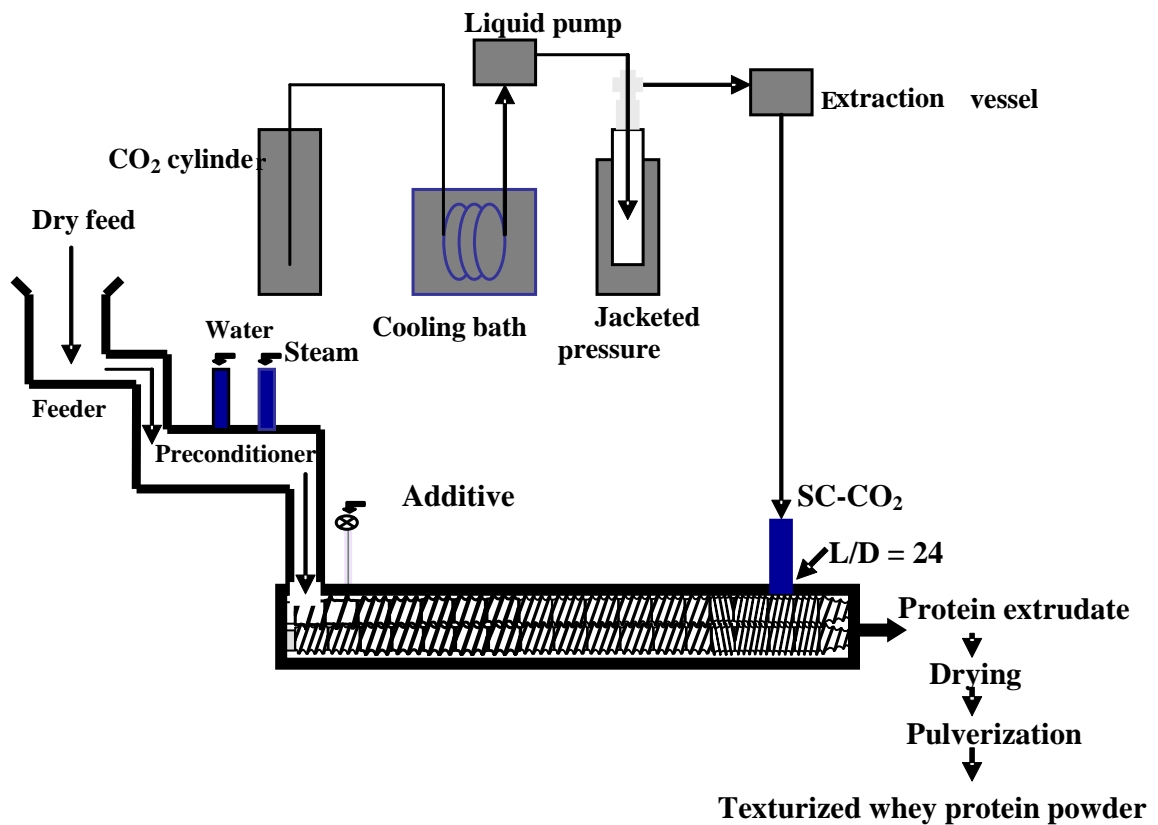 Liquid pump
Extraction vessel
CO₂ cylinder
Dry feed
Water
Steam
Cooling bath
Jacketed
pressure
Feeder
Preconditioner
Additive
SC-CO₂
L/D = 24
Protein extrudate
Drying
Pulverization
Texturized whey protein powder